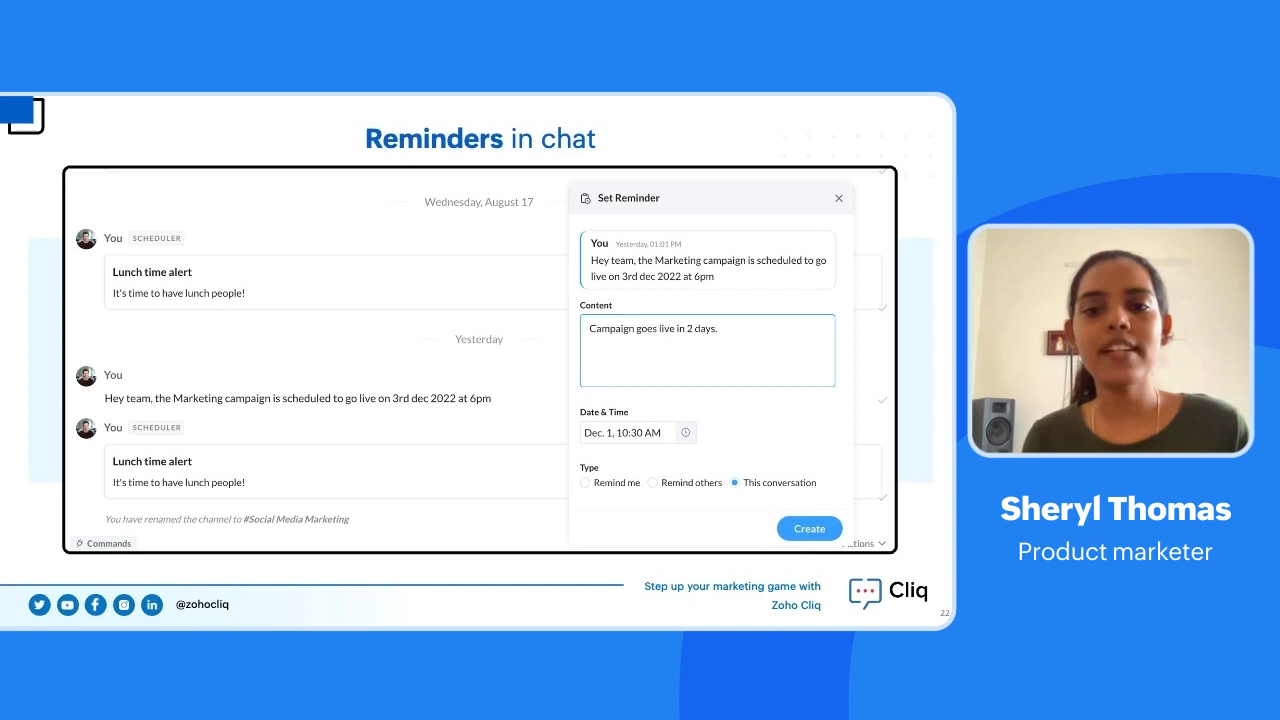 Reminders in chat
Wednesday, August 17
You SCHEDULER
Lunch time alert
It's time to have lunch people!
Yesterday
You
Hey team, the Marketing campaign is scheduled to go live on 3rd dec 2022 at 6pm
You SCHEDULER
Lunch time alert
It's time to have lunch people!
You have renamed the channel to #Social Media Marketing
Commands
Set Reminder
You Yesterday, 01:01 PM
Hey team, the Marketing campaign is scheduled to go
live on 3rd dec 2022 at 6pm
Content
Campaign goes live in 2 days.
Date & Time
Dec. 1, 10:30 AM
Type
Remind me Remind others This conversation
Create
@zohocliq
Step up your marketing game with
Zoho Cliq
Cliq
22
Sheryl Thomas
Product marketer